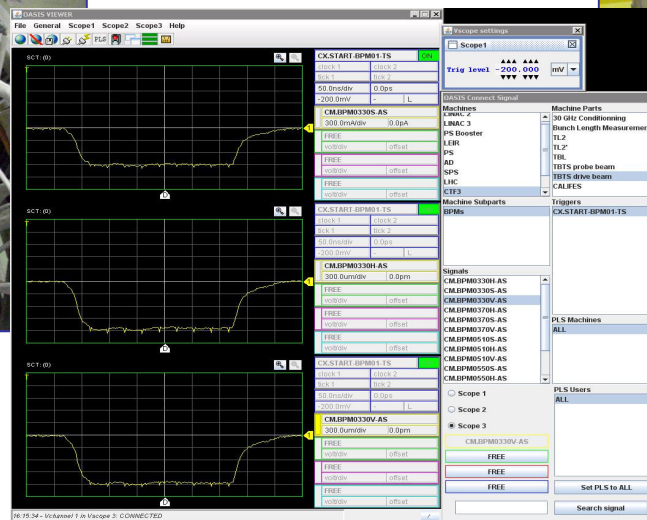 OASIS VIEWER
File General Scope1 Scope2 Scope3 Help
PLS
SCT: (0)
CX.START-BPM01-TS ON
clock 1 clock 2
tick 1 tick 2
50.0ns/div 0.0ps
-200.0mV - L
CM.BPM0330S-AS
300.0mA/div 0.0pA
FREE
volt/div offset
FREE
volt/div offset
FREE
volt/div offset
1
SCT: (0)
CX.START-BPM01-TS
clock 1 clock 2
tick 1 tick 2
50.0ns/div 0.0ps
-200.0mV - L
CM.BPM0330H-AS
300.0um/div 0.0pm
FREE
volt/div offset
FREE
volt/div offset
FREE
volt/div offset
1
SCT: (0)
CX.START-BPM01-TS
clock 1 clock 2
tick 1 tick 2
50.0ns/div 0.0ps
-200.0mV - L
CM.BPM0330V-AS
300.0um/div 0.0pm
FREE
volt/div offset
FREE
volt/div offset
FREE
volt/div offset
1
16:15:34 - Vchannel 1 in Vscope 3: CONNECTED
Vscope settings
Scope1
Trig level -200.000 mV
OASIS Connect Signal
Machines
LINAC 2
LINAC 3
PS Booster
LEIR
PS
AD
SPS
LHC
CTF3
Machine Parts
30 GHz Conditionning
Bunch Length Measuremen
TL2
TL2'
TBL
TBTS probe beam
TBTS drive beam
CALIFES
Machine Subparts
BPMs
Triggers
CX.START-BPM01-TS
Signals
CM.BPM0330H-AS
CM.BPM0330S-AS
CM.BPM0330V-AS
CM.BPM0370H-AS
CM.BPM0370S-AS
CM.BPM0370V-AS
CM.BPM0510S-AS
CM.BPM0510H-AS
CM.BPM0510V-AS
CM.BPM0550S-AS
CM.BPM0550H-AS
PLS Machines
ALL
PLS Users
ALL
Scope 1
Scope 2
Scope 3
CM.BPM0330V-AS
FREE
FREE
FREE
Set PLS to ALL
Search signal